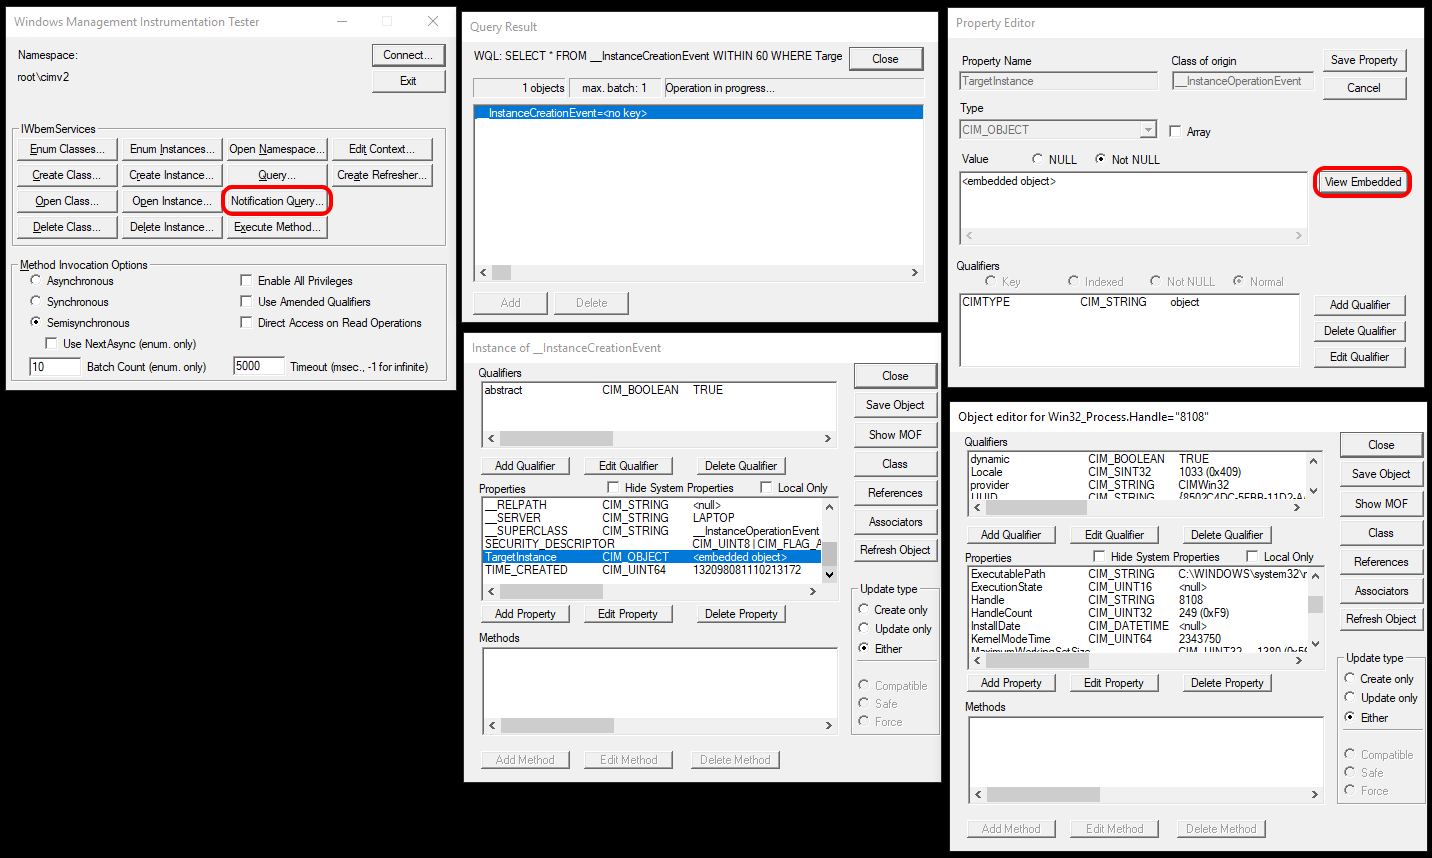 Windows Management Instrumentation Tester
Namespace:
Connect...
root\cimv2
Exit
IWbemServices
Enum Classes... Enum Instances... Open Namespace... Edit Context...
Create Class... Create Instance... Query... Create Refresher...
Open Class... Open Instance... Notification Query...
Delete Class... Delete Instance... Execute Method...
Method Invocation Options
Asynchronous Enable All Privileges
Synchronous Use Amended Qualifiers
Semisynchronous Direct Access on Read Operations
Use NextAsync (enum. only)
10 Batch Count (enum. only) 5000 Timeout (msec., -1 for infinite)
Query Result
WQL: SELECT * FROM __InstanceCreationEvent WITHIN 60 WHERE Targe
Close
1 objects max. batch: 1 Operation in progress...
__InstanceCreationEvent=<no key>
Add Delete
Instance of __InstanceCreationEvent
Qualifiers
Close
abstract CIM_BOOLEAN TRUE
Save Object
Show MOF
Add Qualifier Edit Qualifier Delete Qualifier
Class
Properties Hide System Properties Local Only
References
__RELPATH CIM_STRING <null>
__SERVER CIM_STRING LAPTOP
__SUPERCLASS CIM_STRING __InstanceOperationEvent
Associators
SECURITY_DESCRIPTOR CIM_UINT8 | CIM_FLAG_A
TargetInstance CIM_OBJECT <embedded object>
Refresh Object
TIME_CREATED CIM_UINT64 132098081110213172
Update type
Add Property Edit Property Delete Property
Create only
Update only
Methods
Either
Compatible
Safe
Force
Add Method Edit Method Delete Method
Property Editor
Property Name Class of origin
Save Property
TargetInstance __InstanceOperationEvent
Cancel
Type
CIM_OBJECT Array
Value NULL Not NULL
<embedded object>
View Embedded
Qualifiers
Key Indexed Not NULL Normal
CIMTYPE CIM_STRING object
Add Qualifier
Delete Qualifier
Edit Qualifier
Object editor for Win32_Process.Handle="8108"
Qualifiers
Close
dynamic CIM_BOOLEAN TRUE
Locale CIM_SINT32 1033 (0x409)
Save Object
provider CIM_STRING CIMWin32
UUID CIM_STRING {8502C4DC-5FBB-11D2-A
Show MOF
Add Qualifier Edit Qualifier Delete Qualifier
Class
Properties Hide System Properties Local Only
References
ExecutablePath CIM_STRING C:\WINDOWS\system32\
ExecutionState CIM_UINT16 <null>
Handle CIM_STRING 8108
Associators
HandleCount CIM_UINT32 249 (0xF9)
InstallDate CIM_DATETIME <null>
Refresh Object
KernelModeTime CIM_UINT64 2343750
MaximumWorkingSetSize CIM_UINT32 1380 (0x56
Update type
Add Property Edit Property Delete Property
Create only
Update only
Methods
Either
Compatible
Safe
Force
Add Method Edit Method Delete Method